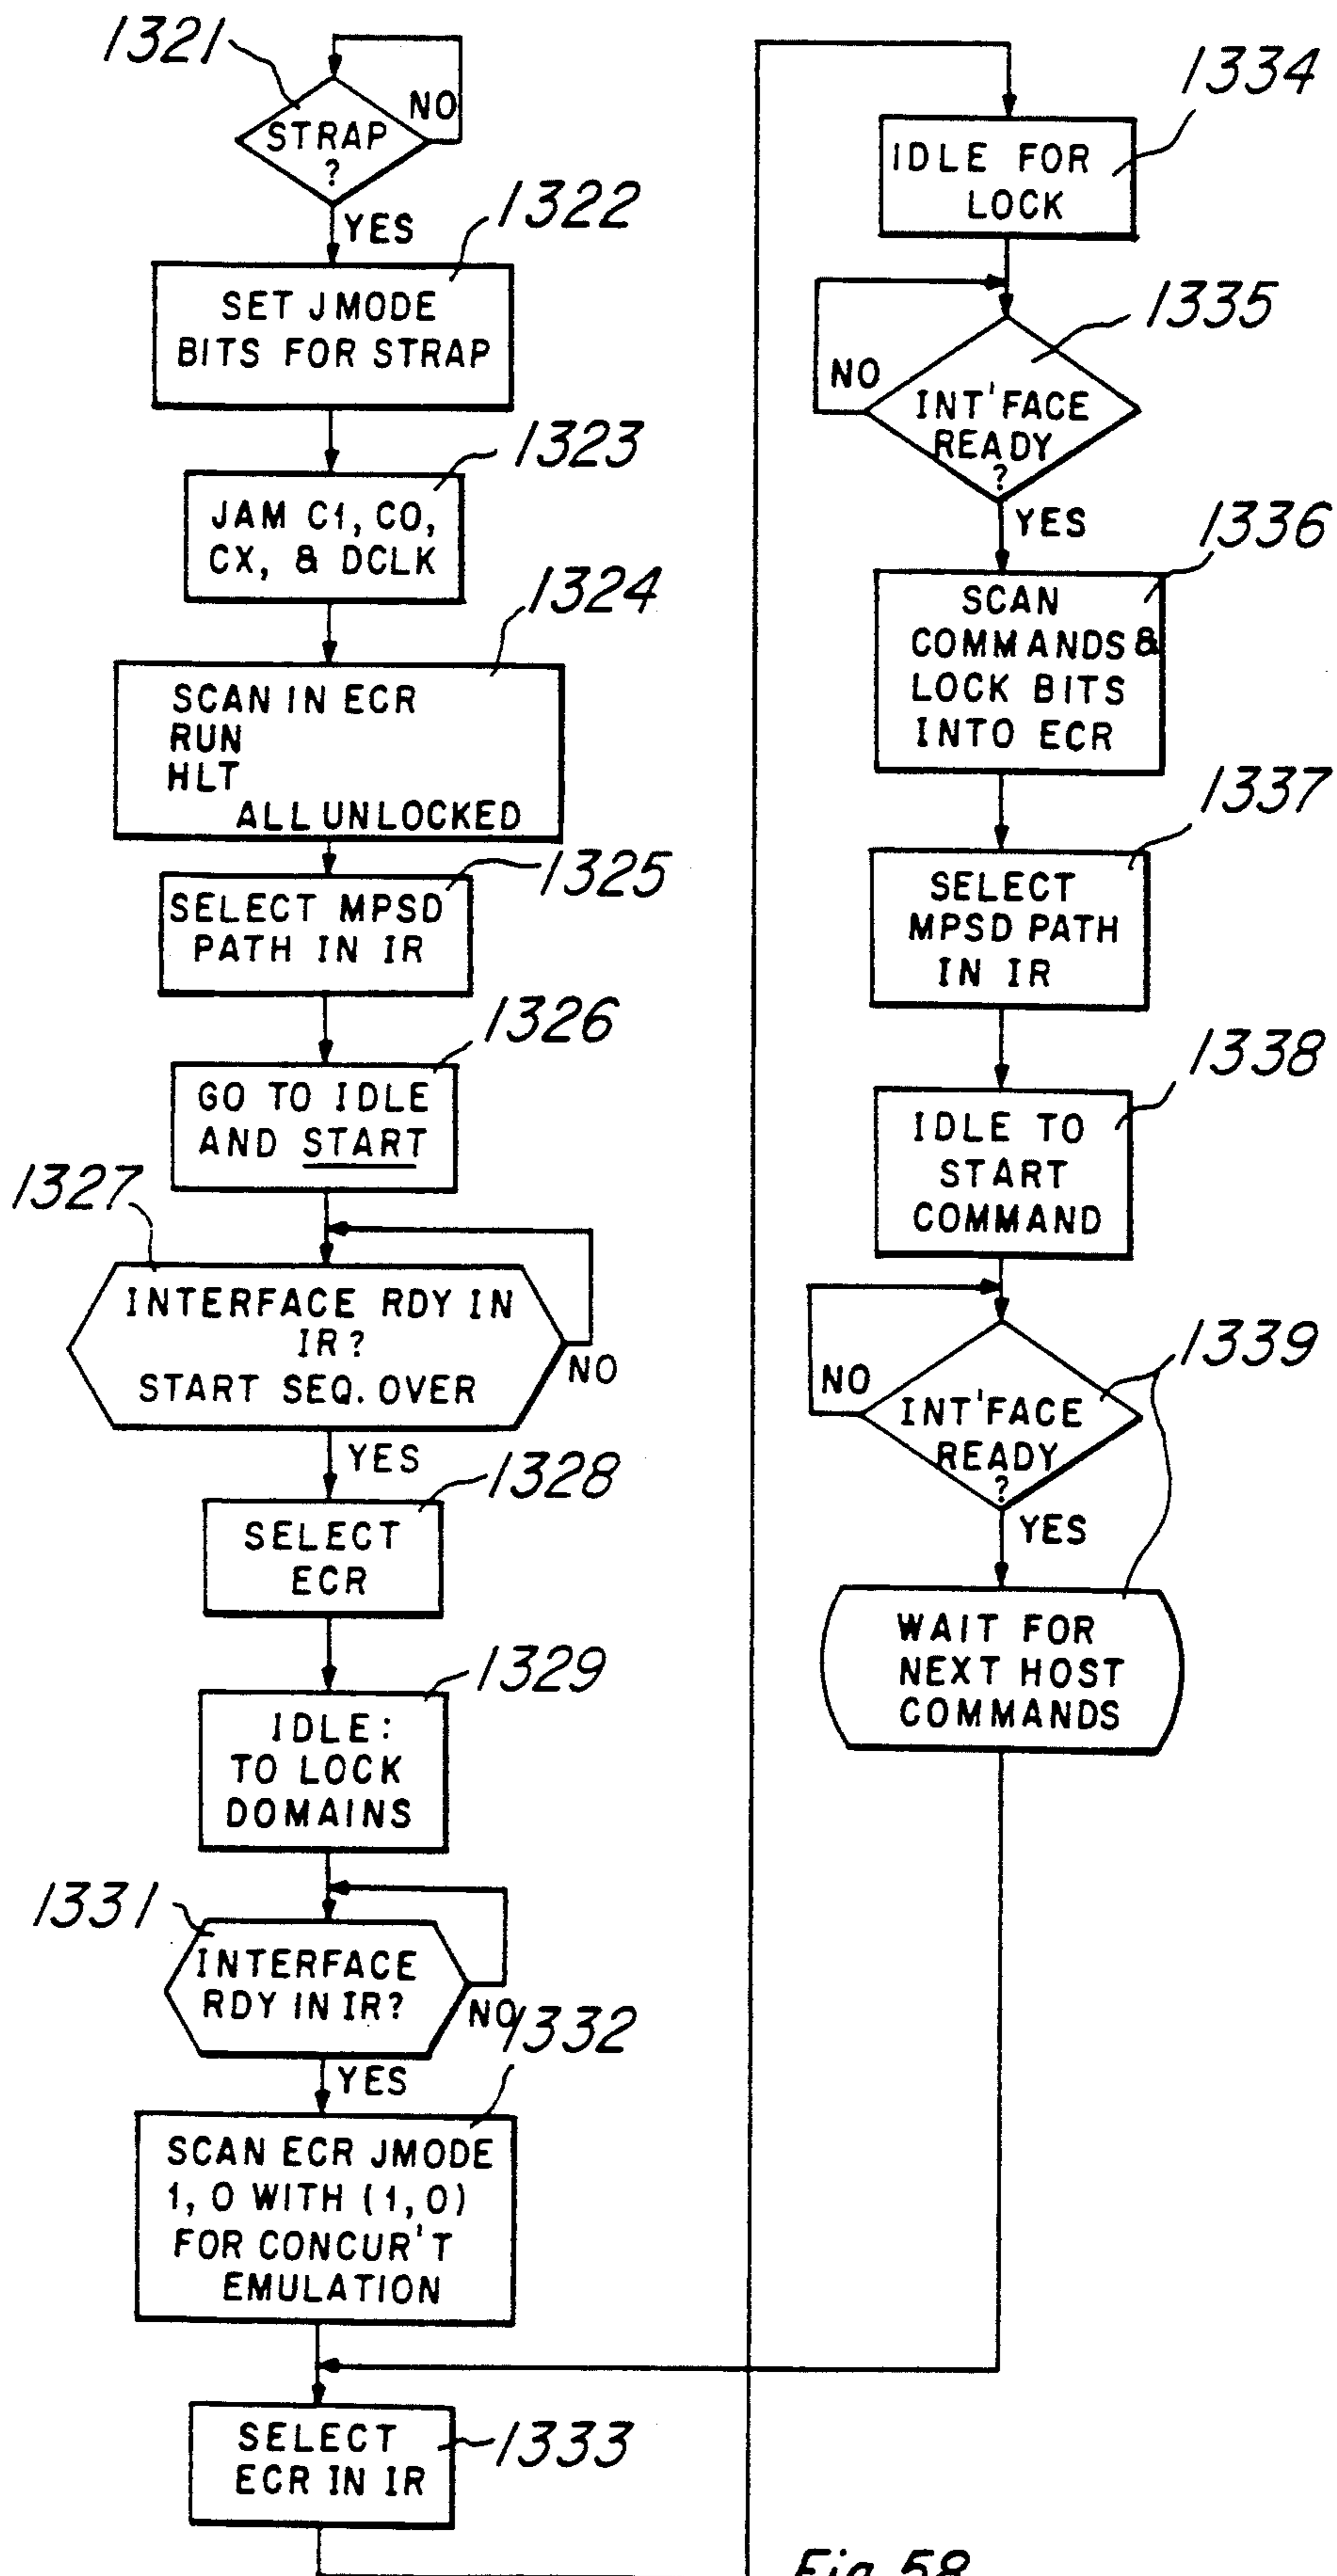 1321
NO
STRAP
?
YES
1322
SET JMODE
BITS FOR STRAP
1323
JAM C1, C0,
CX, & DCLK
1324
SCAN IN ECR
RUN
HLT
ALL UNLOCKED
1325
SELECT MPSD
PATH IN IR
1326
GO TO IDLE
AND START
1327
INTERFACE RDY IN
IR?
START SEQ. OVER
NO
YES
1328
SELECT
ECR
1329
IDLE:
TO LOCK
DOMAINS
1331
INTERFACE
RDY IN IR?
NO
YES
1332
SCAN ECR JMODE
1, 0 WITH (1, 0)
FOR CONCUR'T
EMULATION
1333
SELECT
ECR IN IR
1334
IDLE FOR
LOCK
1335
NO
INT'FACE
READY
?
YES
1336
SCAN
COMMANDS &
LOCK BITS
INTO ECR
1337
SELECT
MPSD PATH
IN IR
1338
IDLE TO
START
COMMAND
1339
NO
INT'FACE
READY
?
YES
WAIT FOR
NEXT HOST
COMMANDS
Fig. 58